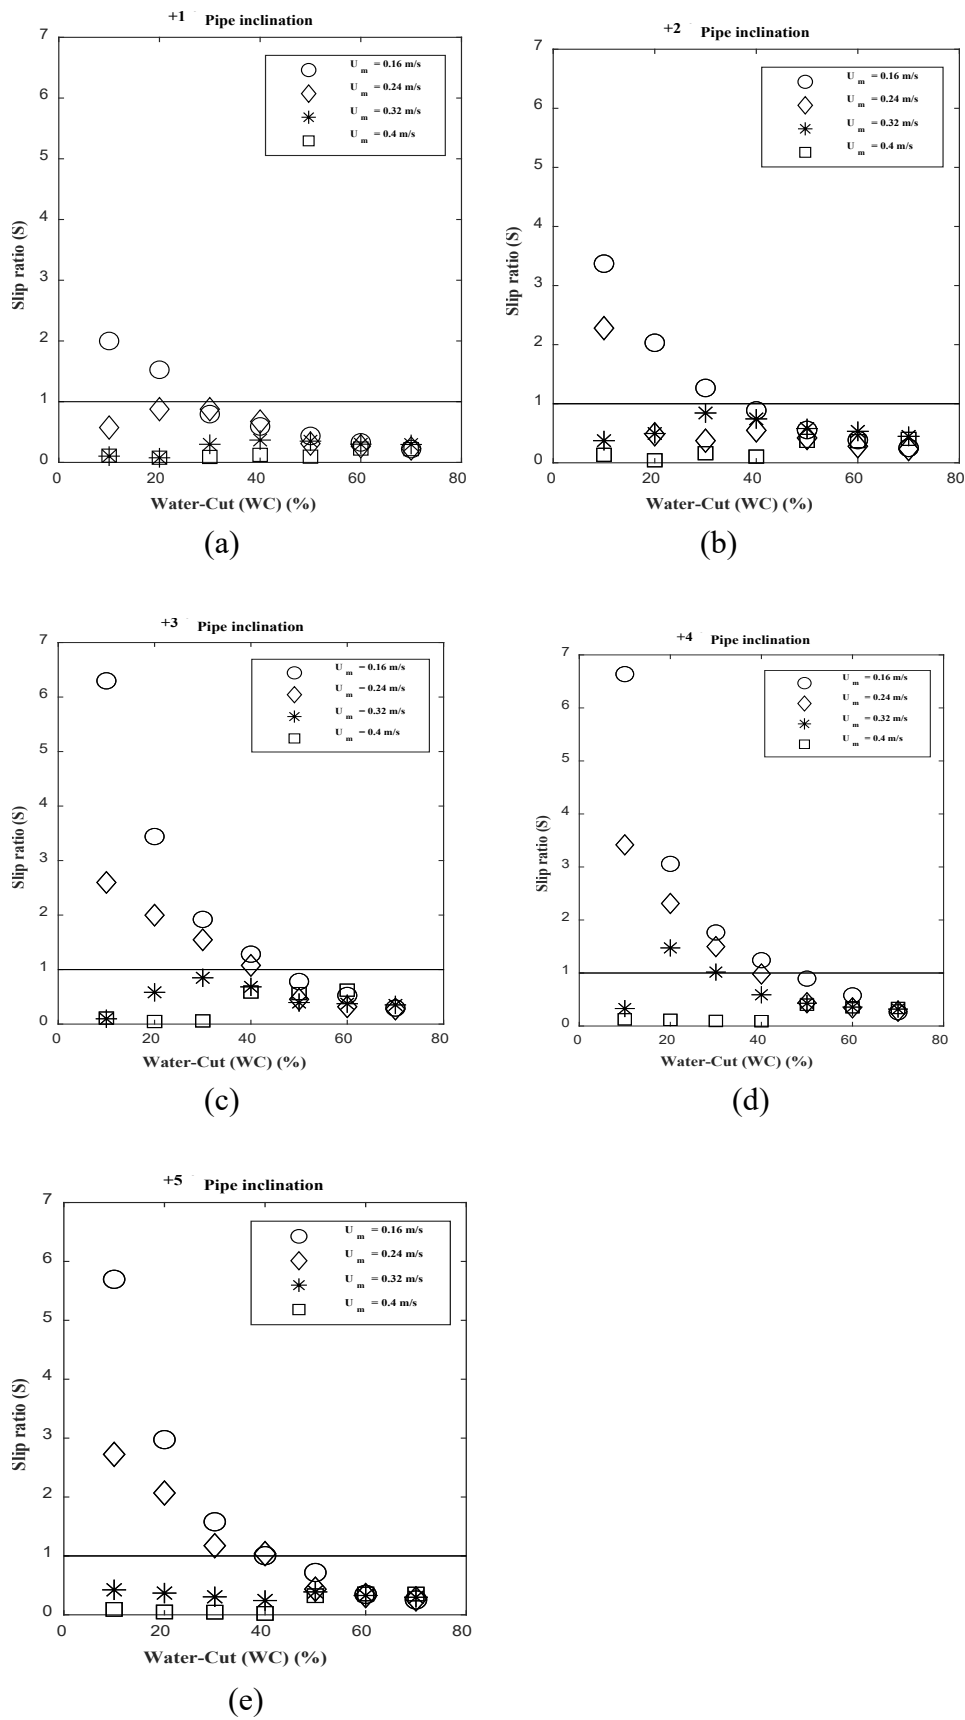 +1 Pipe inclination
7
6
5
4
3
2
1
0
Slip ratio (S)
U m = 0.16 m/s
U m = 0.24 m/s
U m = 0.32 m/s
U m = 0.4 m/s
0 20 40 60 80
Water-Cut (WC) (%)
(a)
+2 Pipe inclination
7
6
5
4
3
2
1
0
Slip ratio (S)
U m = 0.16 m/s
U m = 0.24 m/s
U m = 0.32 m/s
U m = 0.4 m/s
0 20 40 60 80
Water-Cut (WC) (%)
(b)
+3 Pipe inclination
7
6
5
4
3
2
1
0
Slip ratio (S)
U m = 0.16 m/s
U m = 0.24 m/s
U m = 0.32 m/s
U m = 0.4 m/s
0 20 40 60 80
Water-Cut (WC) (%)
(c)
+4 Pipe inclination
7
6
5
4
3
2
1
0
Slip ratio (S)
U m = 0.16 m/s
U m = 0.24 m/s
U m = 0.32 m/s
U m = 0.4 m/s
0 20 40 60 80
Water-Cut (WC) (%)
(d)
+5 Pipe inclination
7
6
5
4
3
2
1
0
Slip ratio (S)
U m = 0.16 m/s
U m = 0.24 m/s
U m = 0.32 m/s
U m = 0.4 m/s
0 20 40 60 80
Water-Cut (WC) (%)
(e)